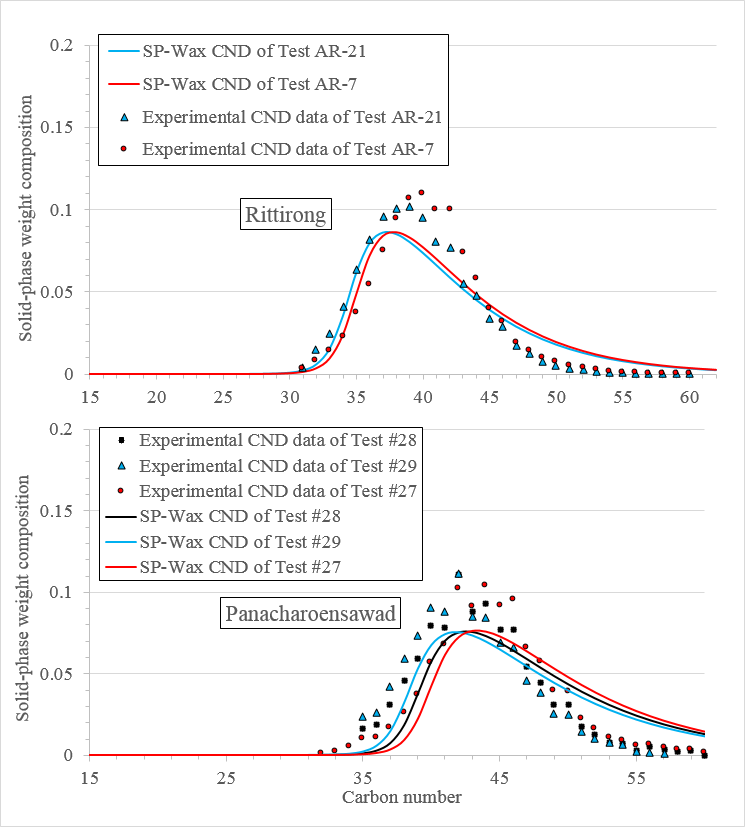 0.2
SP-Wax CND of Test AR-21
SP-Wax CND of Test AR-7
0.15
Experimental CND data of Test AR-21
Experimental CND data of Test AR-7
Solid-phase weight composition
0.1
Rittirong
0.05
0
15 20 25 30 35 40 45 50 55 60
0.2
Experimental CND data of Test #28
Experimental CND data of Test #29
Experimental CND data of Test #27
0.15
SP-Wax CND of Test #28
SP-Wax CND of Test #29
SP-Wax CND of Test #27
Solid-phase weight composition
0.1
Panacharoensawad
0.05
0
15 25 35 45 55
Carbon number